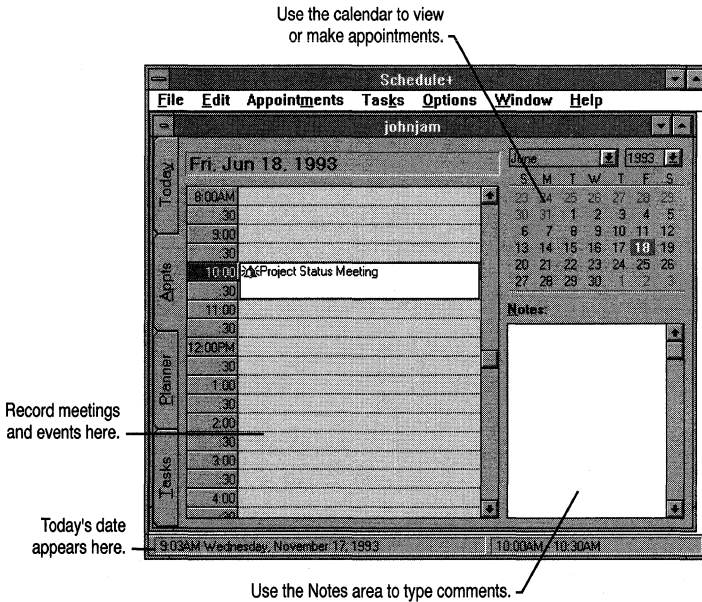 Use the calendar to view
or make appointments.
Schedule+
File Edit Appointments Tasks Options Window Help
johnjam
Today
Appts
Planner
Tasks
Fri, Jun 18, 1993
8:00AM
30
9:00
30
10:00 Project Status Meeting
30
11:00
30
12:00PM
30
1:00
30
2:00
30
3:00
30
4:00
30
June 1993
S M T W T F S
23 24 25 26 27 28 29
30 31 1 2 3 4 5
6 7 8 9 10 11 12
13 14 15 16 17 18 19
20 21 22 23 24 25 26
27 28 29 30 1 2 3
Notes:
Record meetings
and events here.
Today's date
appears here.
9:03AM Wednesday, November 17, 1993
10:00AM - 10:30AM
Use the Notes area to type comments.